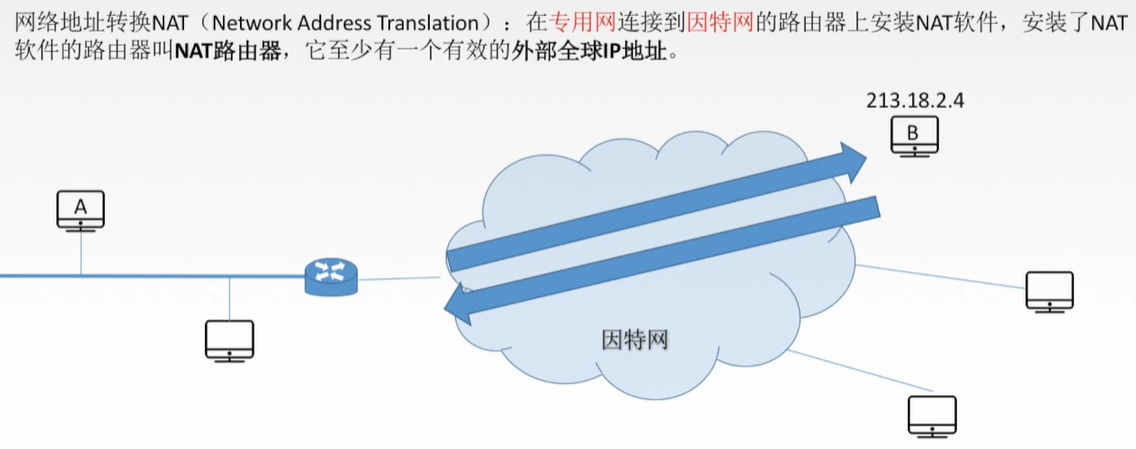 网络地址转换NAT（Network Address Translation）：在专用网连接到因特网的路由器上安装NAT软件，安装了NAT
软件的路由器叫NAT路由器，它至少有一个有效的外部全球IP地址。
213.18.2.4
B
A
因特网